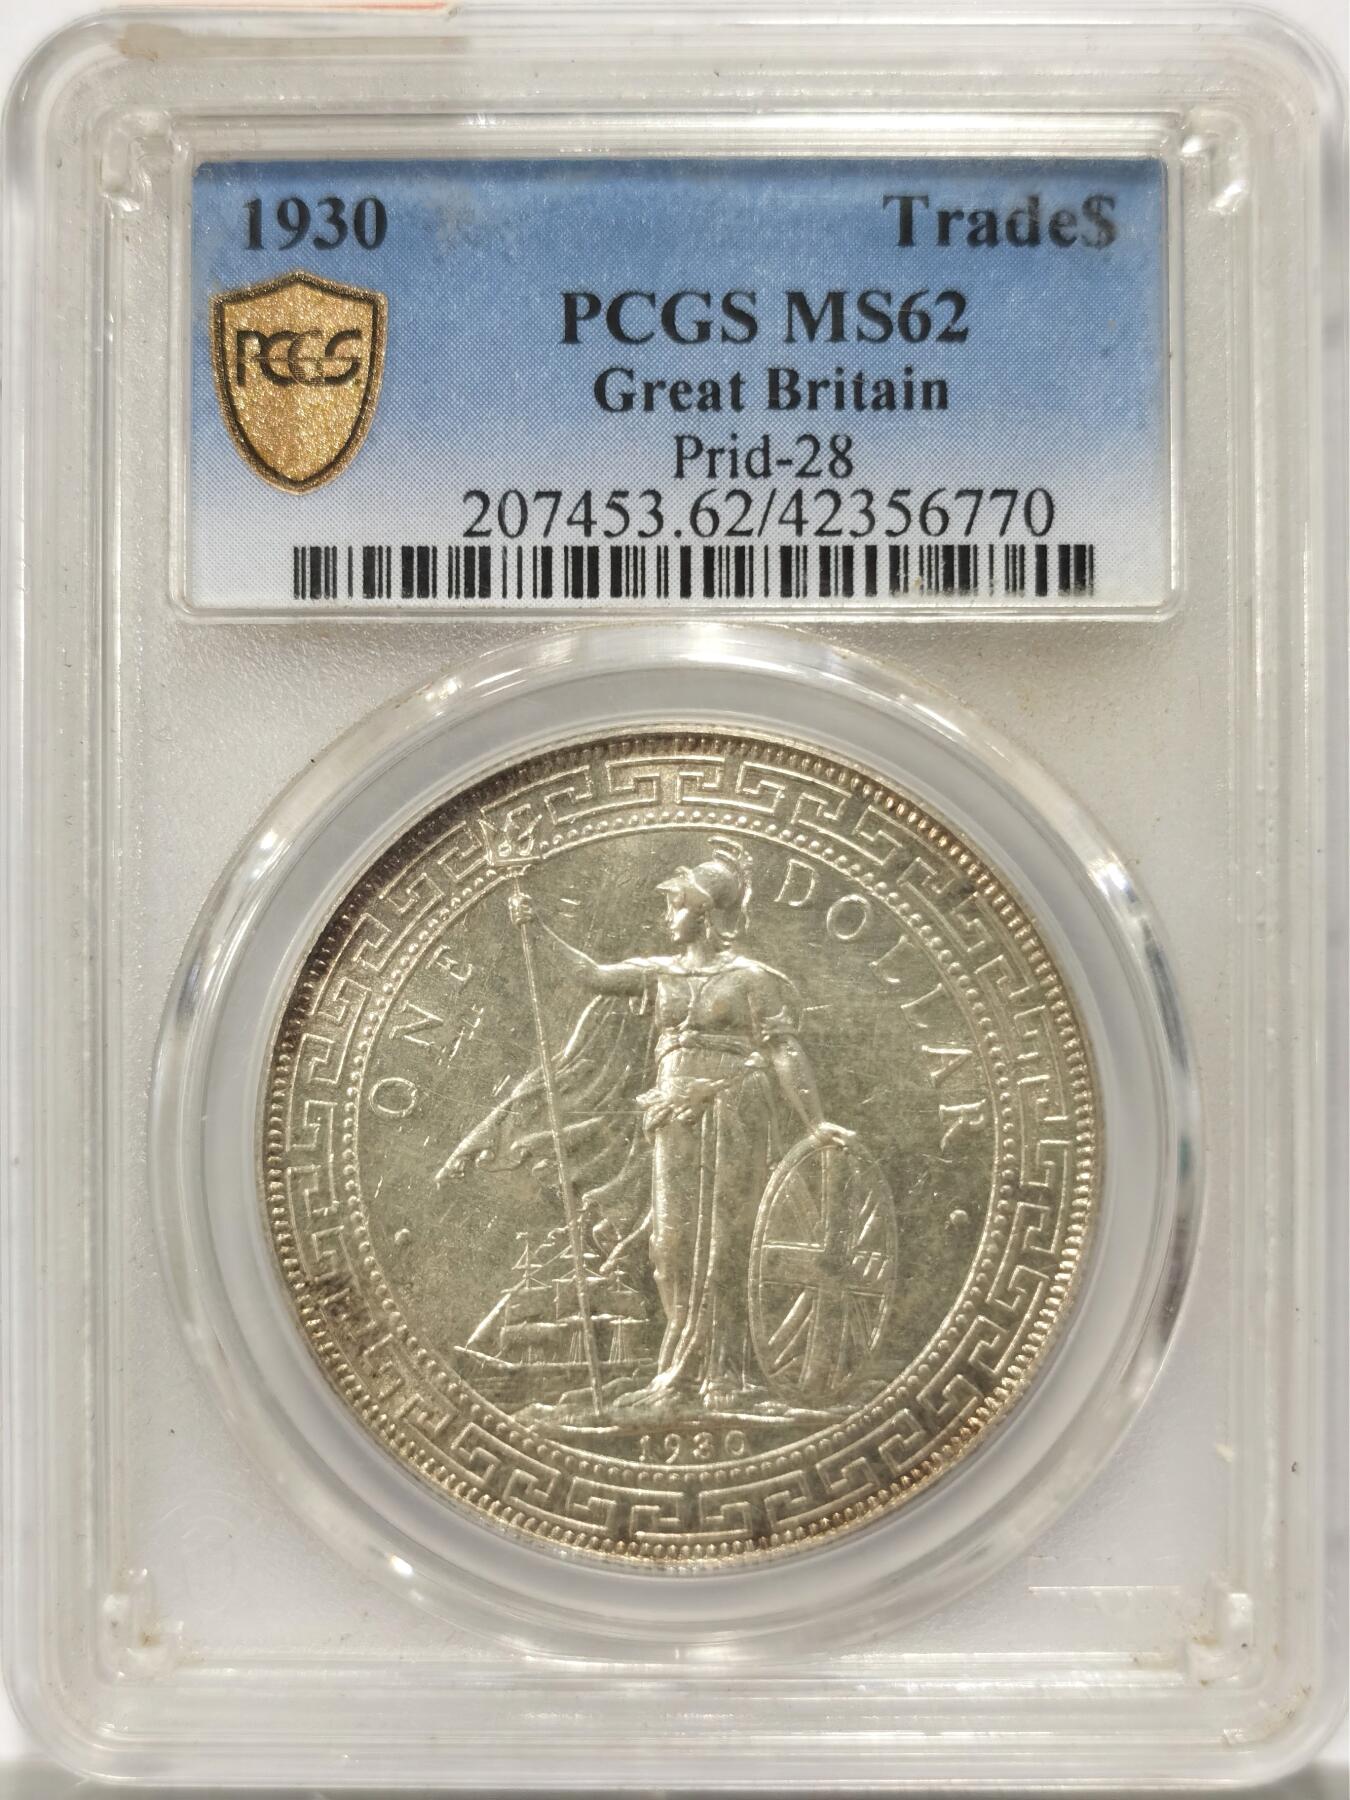 1930 Trade$
PCGS MS62
PCGS
Great Britain
Prid-28
207453.62/42356770
ONE DOLLAR
1930